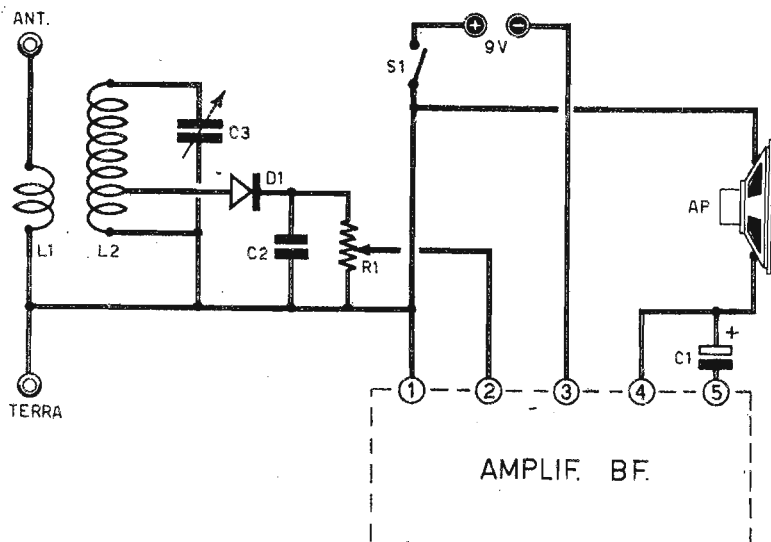 ANT.
+ -
9V
S1
C3
D1
AP
L1
L2
C2
R1
+
C1
1 2 3 4 5
TERRA
AMPLIF. BF.